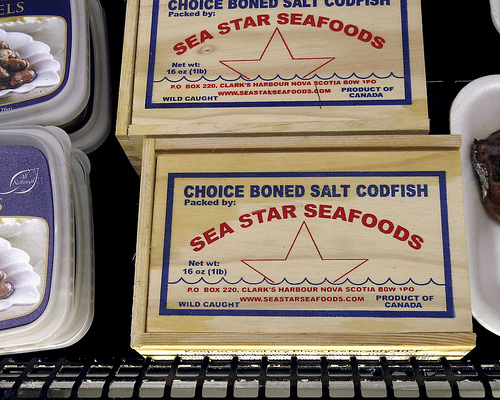 ELS
CHOICE BONED SALT CODFISH
Packed by:
SEA STAR SEAFOODS
Net wt:
16 oz (1lb)
P.O BOX 220, CLARK'S HARBOUR NOVA SCOTIA B0W 1P0
WWW.SEASTARSEAFOODS.COM
WILD CAUGHT
PRODUCT OF
CANADA
All
Natural
S
CHOICE BONED SALT CODFISH
Packed by:
SEA STAR SEAFOODS
Net wt:
16 oz (1lb)
P.O BOX 220, CLARK'S HARBOUR NOVA SCOTIA B0W 1P0
WWW.SEASTARSEAFOODS.COM
WILD CAUGHT
PRODUCT OF
CANADA